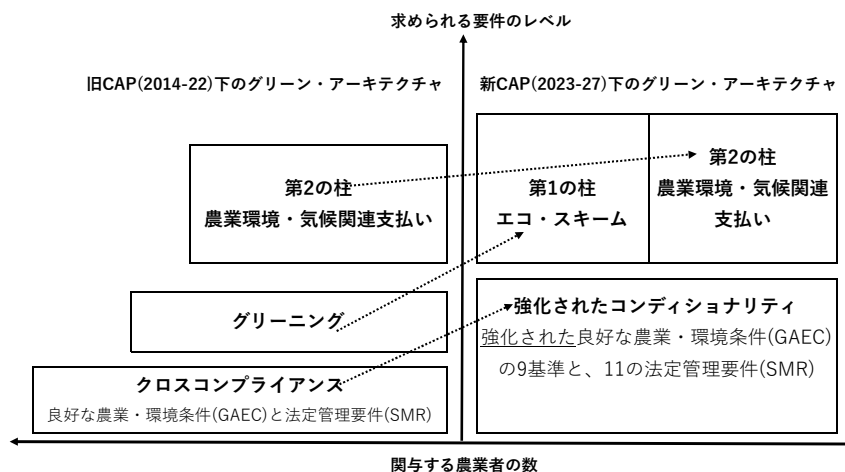 求められる要件のレベル
旧CAP(2014-22)下のグリーン・アーキテクチャ
新CAP(2023-27)下のグリーン・アーキテクチャ
第2の柱
農業環境・気候関連支払い
グリーニング
クロスコンプライアンス
良好な農業・環境条件(GAEC)と法定管理要件(SMR)
第1の柱
エコ・スキーム
第2の柱
農業環境・気候関連
支払い
強化されたコンディショナリティ
強化された良好な農業・環境条件(GAEC)
の9基準と、11の法定管理要件(SMR)
関与する農業者の数